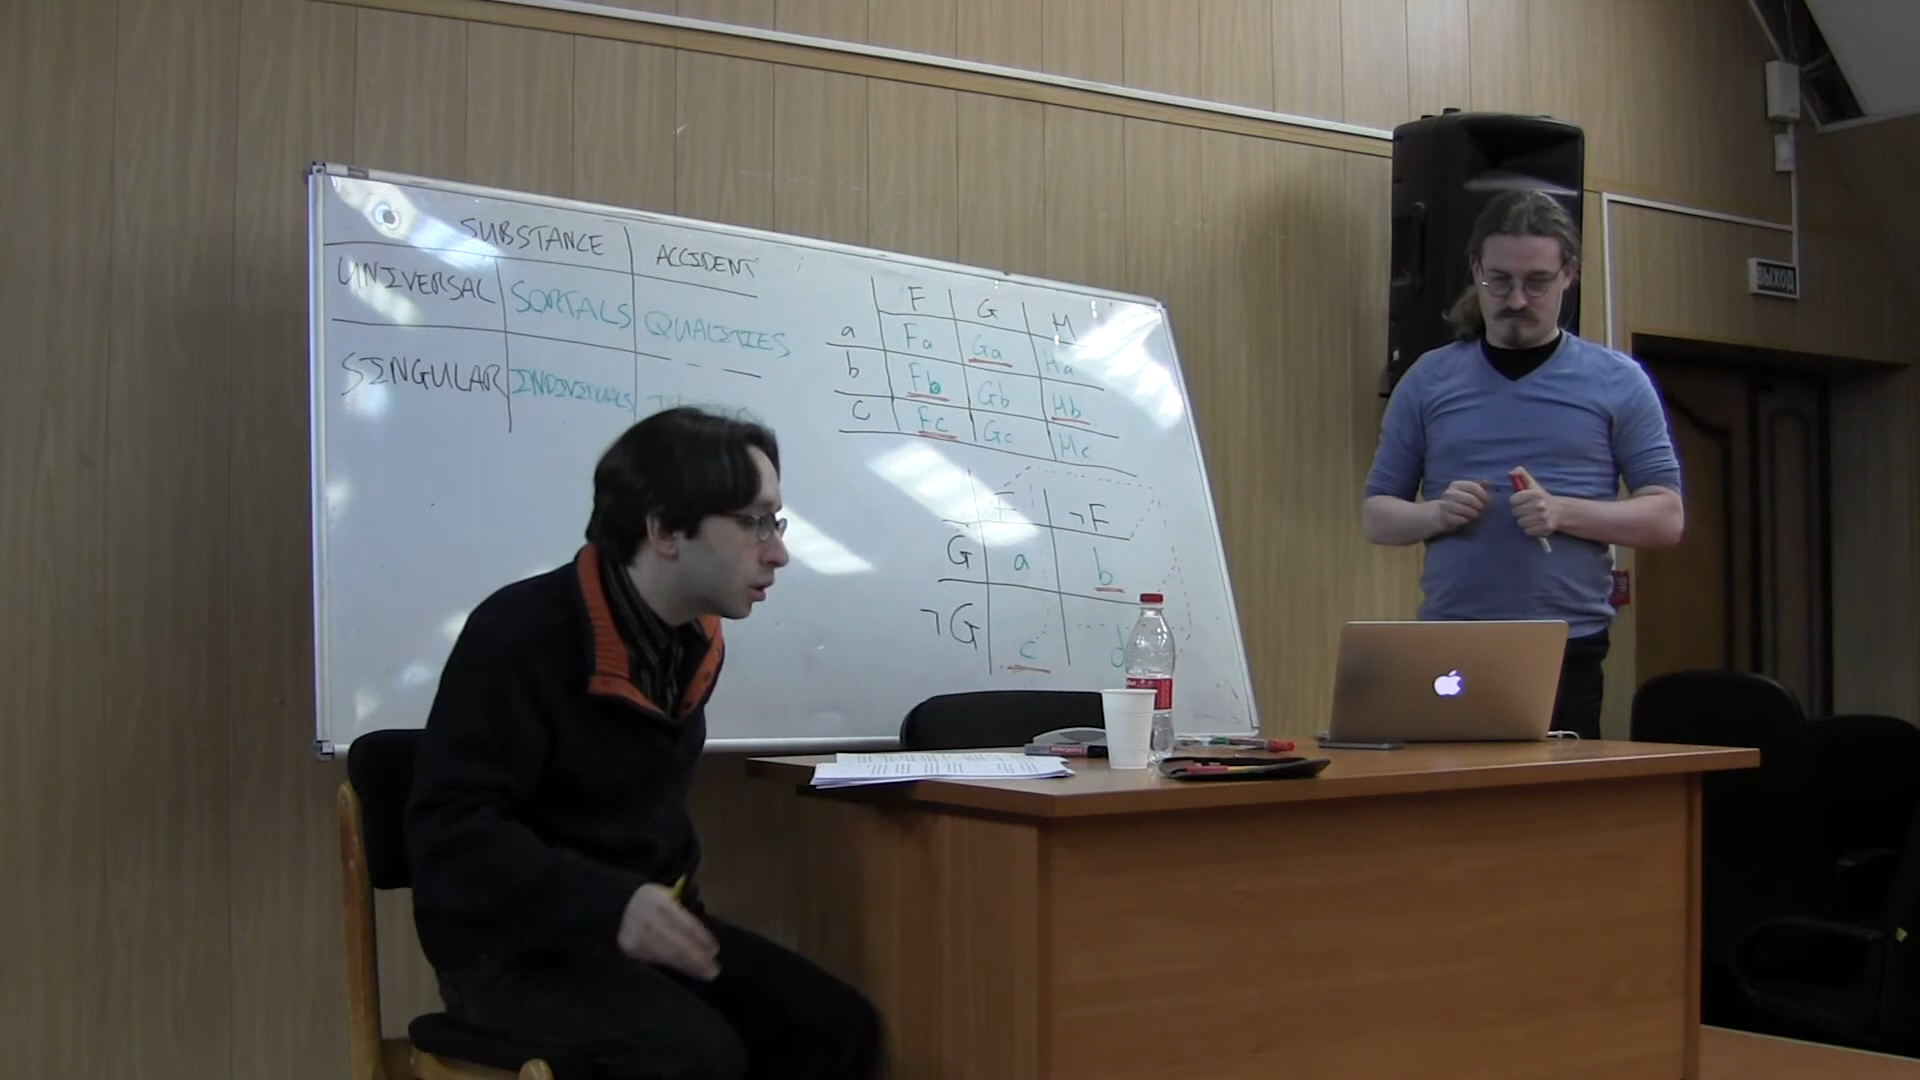 SUBSTANCE ACCIDENT
UNIVERSAL SORTALS QUALITIES
SINGULAR INDIVIDUALS
F G H
a Fa Ga Ha
b Fb Gb Hb
c Fc Gc Hc
F ¬F
G a b
¬G c d
ВЫХОД